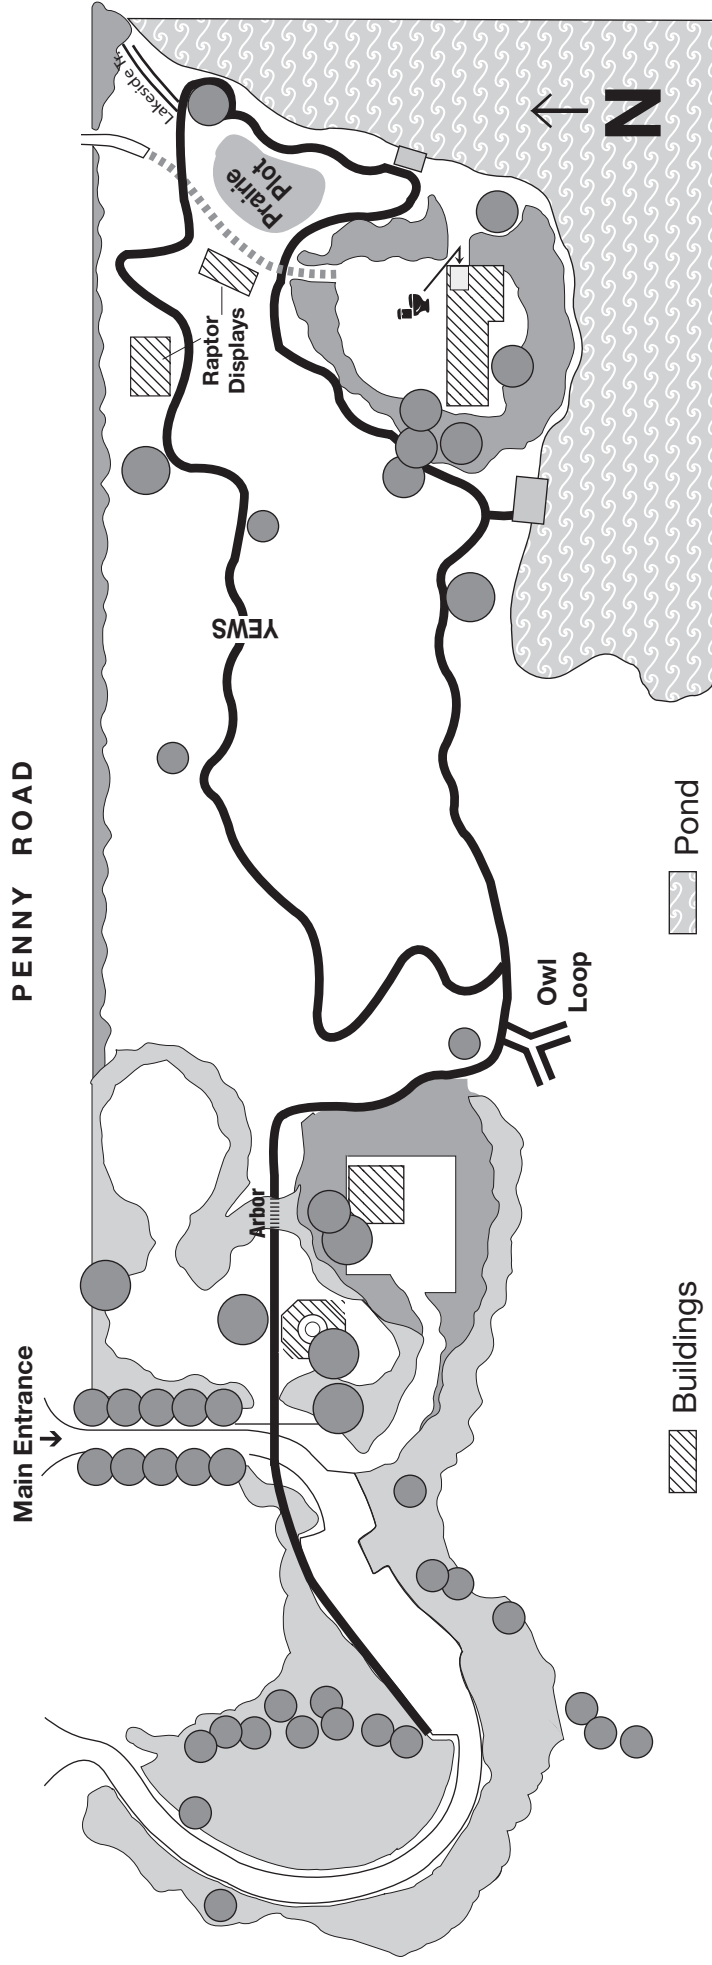 PENNY ROAD
Main Entrance
Lakeside Tr.
Prairie
Plot
Raptor
Displays
YEWS
Arbor
Owl
Loop
N
Buildings
Pond